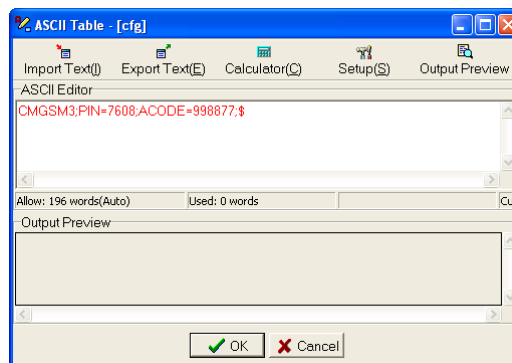 ASCII Table - [cfg]
Import Text(I) Export Text(E) Calculator(C) Setup(S) Output Preview
ASCII Editor
CMGSM3;PIN=7608;ACODE=998877;$
Allow: 196 words(Auto) Used: 0 words Cu
Output Preview
OK Cancel